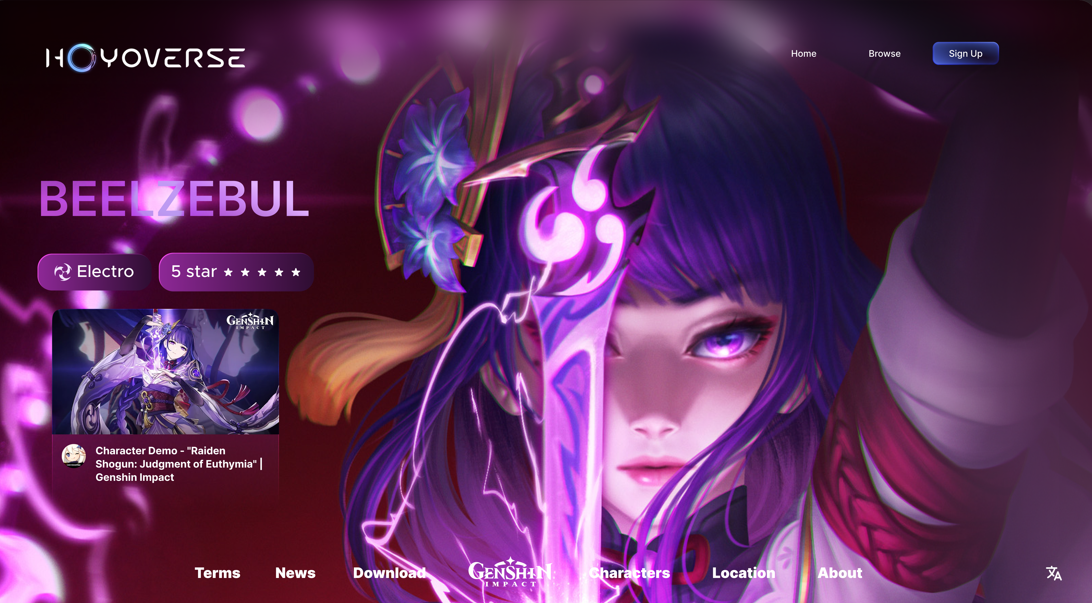 HOYOVERSE
Home
Browse
Sign Up
BEELZEBUL
Electro
5 star ★ ★ ★ ★ ★
GENSHIN
IMPACT
Character Demo - "Raiden
Shogun: Judgment of Euthymia" |
Genshin Impact
Terms
News
Download
GENSHIN
IMPACT
Characters
Location
About